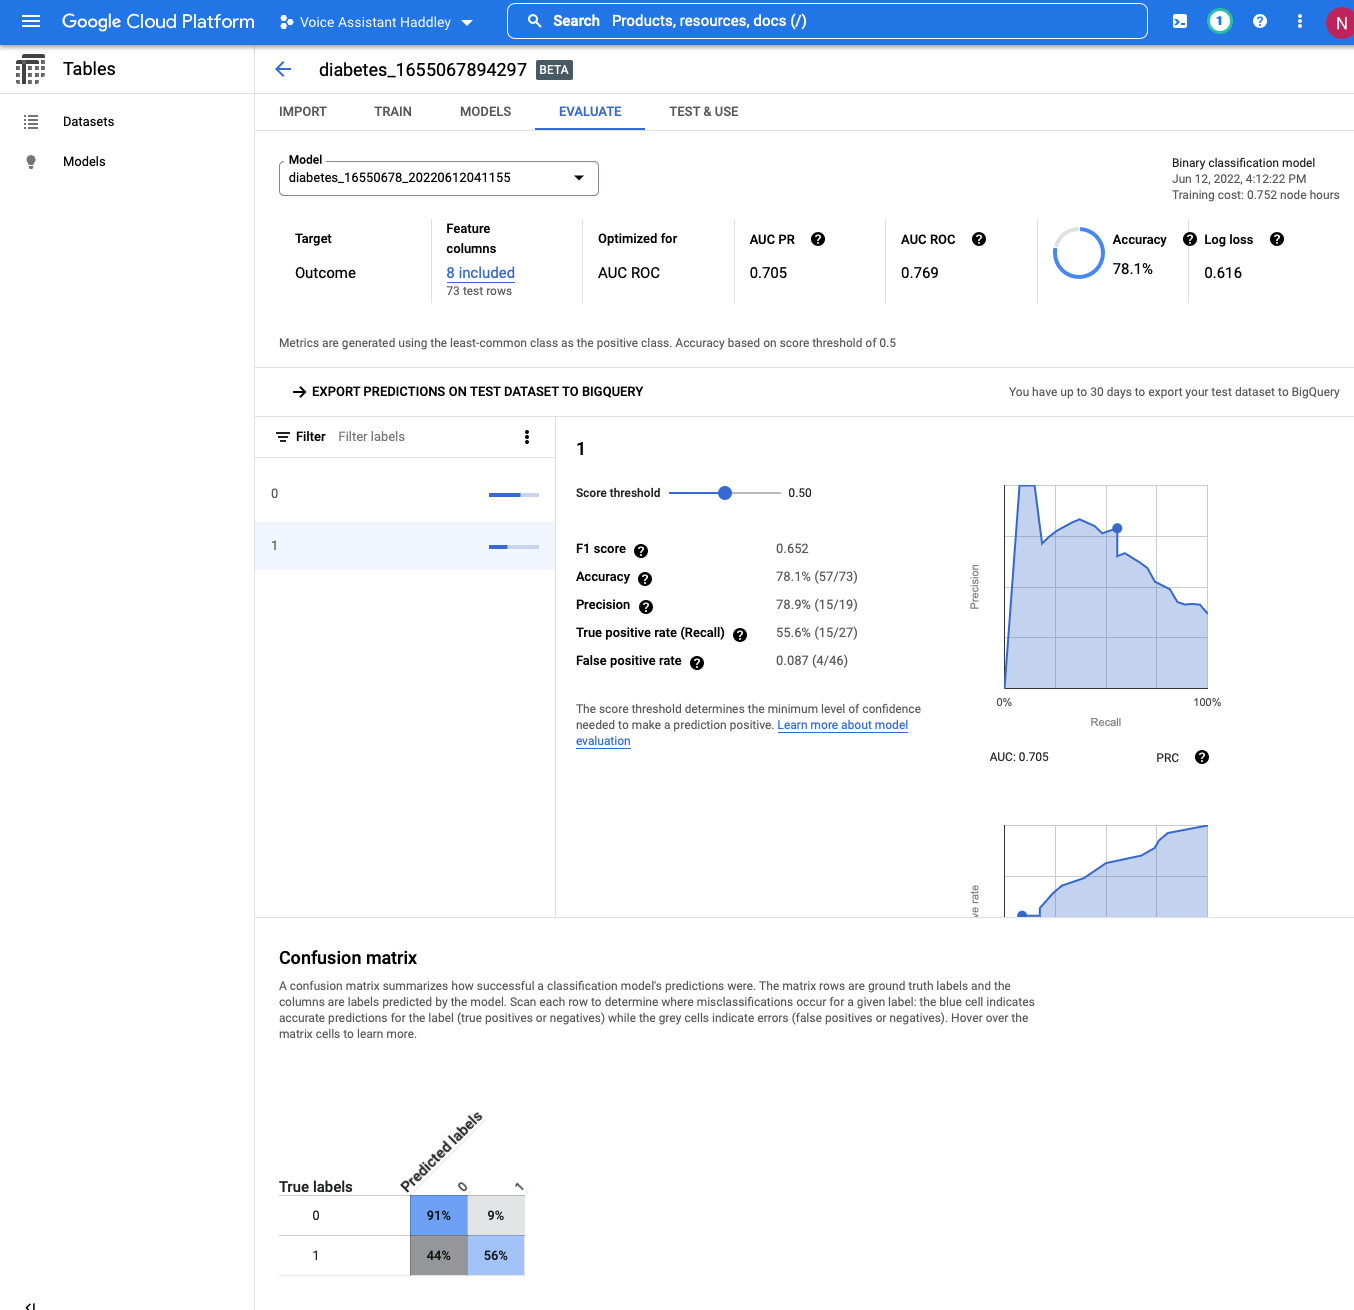 Google Cloud Platform
Voice Assistant Haddley
Search Products, resources, docs (/)
1
N
Tables
diabetes_1655067894297 BETA
Datasets
Models
IMPORT TRAIN MODELS EVALUATE TEST & USE
Model
diabetes_16550678_20220612041155
Binary classification model
Jun 12, 2022, 4:12:22 PM
Training cost: 0.752 node hours
Target
Outcome
Feature
columns
8 included
73 test rows
Optimized for
AUC ROC
AUC PR
0.705
AUC ROC
0.769
Accuracy
78.1%
Log loss
0.616
Metrics are generated using the least-common class as the positive class. Accuracy based on score threshold of 0.5
EXPORT PREDICTIONS ON TEST DATASET TO BIGQUERY
You have up to 30 days to export your test dataset to BigQuery
Filter Filter labels
0
1
1
Score threshold 0.50
F1 score 0.652
Accuracy 78.1% (57/73)
Precision 78.9% (15/19)
True positive rate (Recall) 55.6% (15/27)
False positive rate 0.087 (4/46)
The score threshold determines the minimum level of confidence
needed to make a prediction positive. Learn more about model
evaluation
Precision
0% 100%
Recall
AUC: 0.705 PRC
ve rate
Confusion matrix
A confusion matrix summarizes how successful a classification model's predictions were. The matrix rows are ground truth labels and the
columns are labels predicted by the model. Scan each row to determine where misclassifications occur for a given label: the blue cell indicates
accurate predictions for the label (true positives or negatives) while the grey cells indicate errors (false positives or negatives). Hover over the
matrix cells to learn more.
Predicted labels
True labels 0 1
0 91% 9%
1 44% 56%